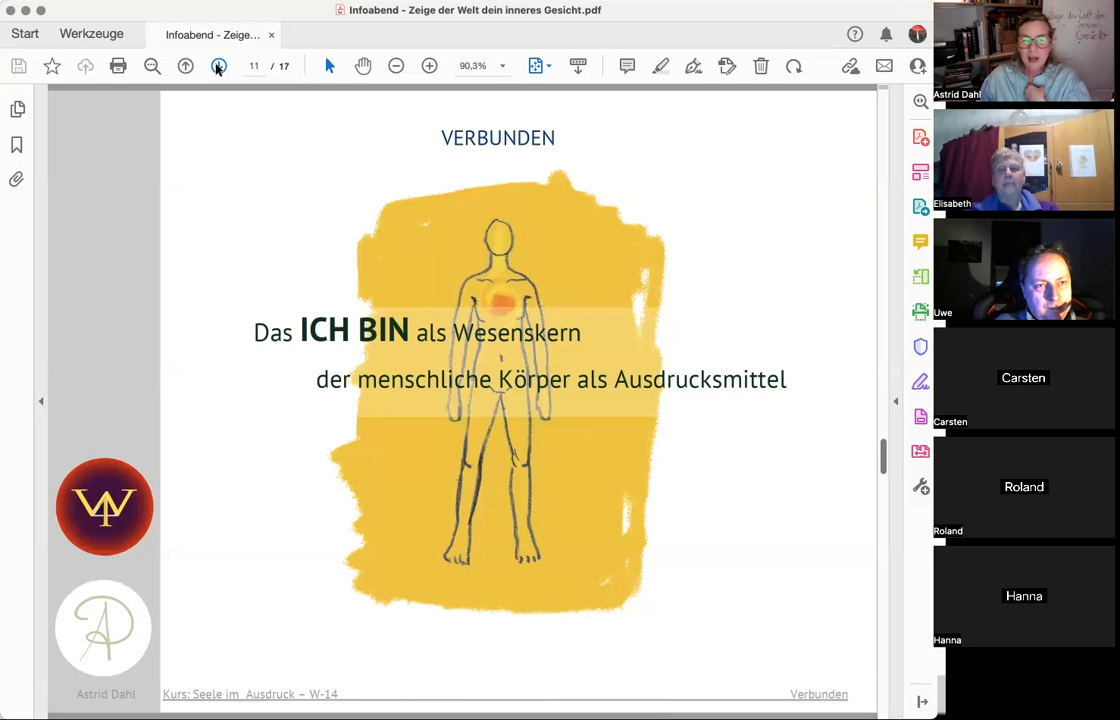 Infoabend - Zeige der Welt dein inneres Gesicht.pdf
Start
Werkzeuge
Infoabend - Zeige...
11 / 17
90,3%
VERBUNDEN
Das ICH BIN als Wesenskern
der menschliche Körper als Ausdrucksmittel
Astrid Dahl
Kurs: Seele im Ausdruck – W-14
Verbunden
Astrid Dahl
Elisabeth
Uwe
Carsten
Carsten
Roland
Roland
Hanna
Hanna